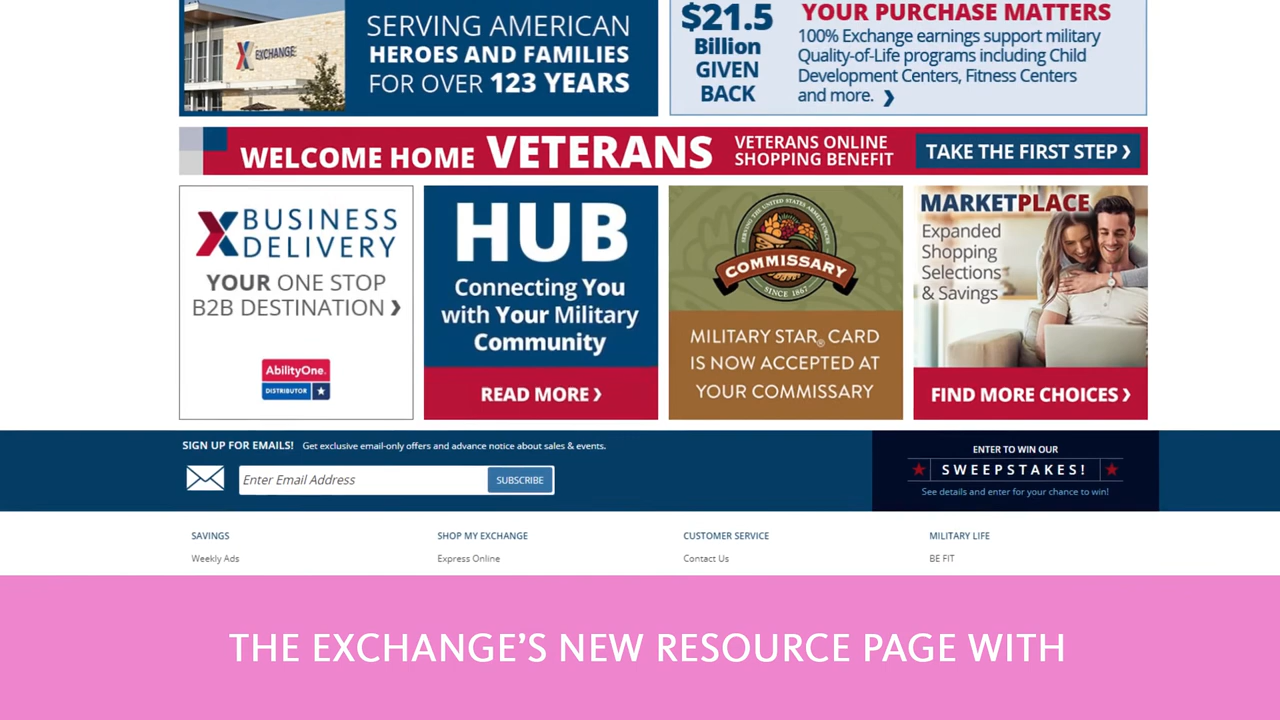 EXCHANGE
SERVING AMERICAN
HEROES AND FAMILIES
FOR OVER 123 YEARS
$21.5
Billion
GIVEN
BACK
YOUR PURCHASE MATTERS
100% Exchange earnings support military
Quality-of-Life programs including Child
Development Centers, Fitness Centers
and more. ❯
WELCOME HOME VETERANS
VETERANS ONLINE
SHOPPING BENEFIT
TAKE THE FIRST STEP ❯
X BUSINESS
DELIVERY
YOUR ONE STOP
B2B DESTINATION ❯
AbilityOne.
DISTRIBUTOR
HUB
Connecting You
with Your Military
Community
READ MORE ❯
SERVING THE UNITED STATES ARMED FORCES
COMMISSARY
SINCE 1867
MILITARY STAR® CARD
IS NOW ACCEPTED AT
YOUR COMMISSARY
MARKETPLACE
Expanded
Shopping
Selections
& Savings
FIND MORE CHOICES ❯
SIGN UP FOR EMAILS! Get exclusive email-only offers and advance notice about sales & events.
Enter Email Address
SUBSCRIBE
ENTER TO WIN OUR
SWEEPSTAKES!
See details and enter for your chance to win!
SAVINGS
Weekly Ads
SHOP MY EXCHANGE
Express Online
CUSTOMER SERVICE
Contact Us
MILITARY LIFE
BE FIT
THE EXCHANGE’S NEW RESOURCE PAGE WITH